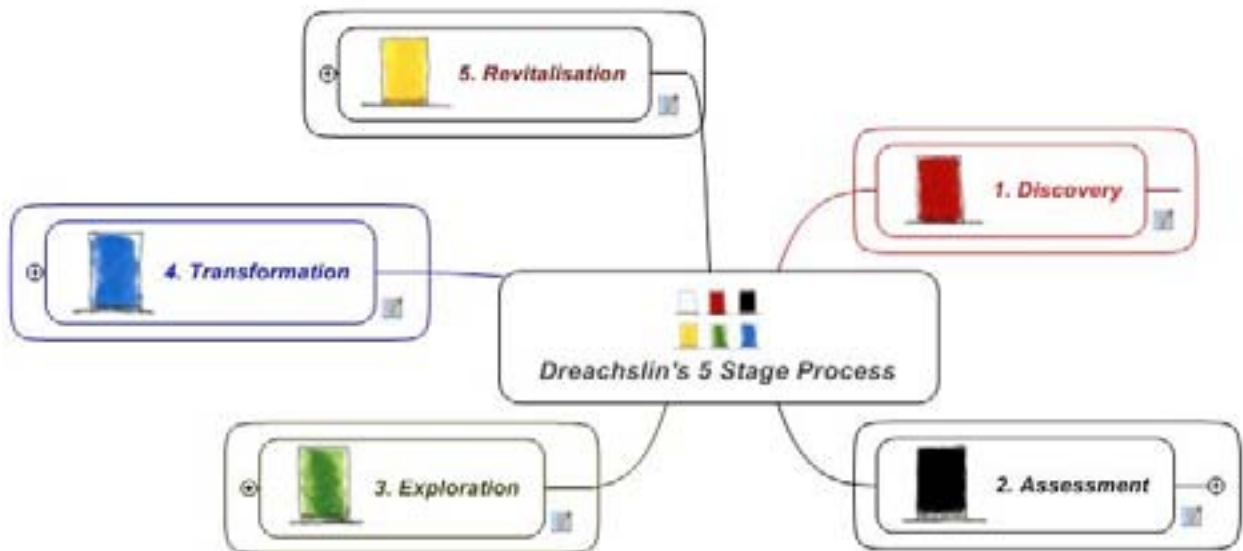 5. Revitalisation
1. Discovery
4. Transformation
Dreachslin's 5 Stage Process
3. Exploration
2. Assessment